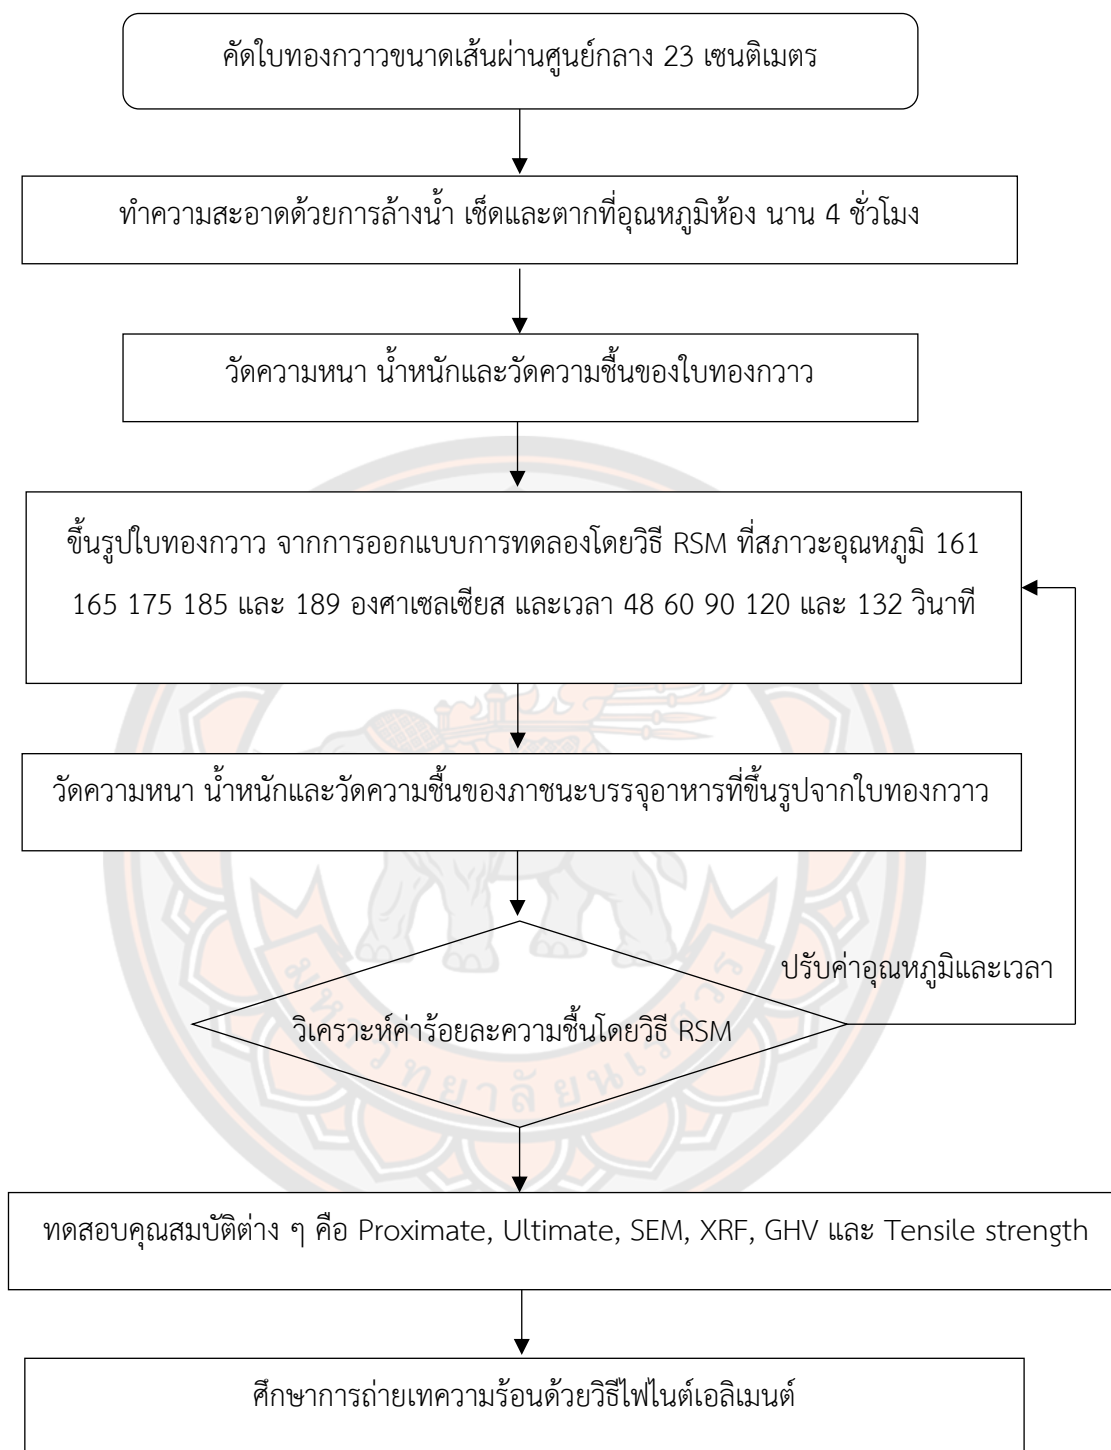 คัดใบทองกวาวขนาดเส้นผ่านศูนย์กลาง 23 เซนติเมตร
ทำความสะอาดด้วยการล้างน้ำ เช็ดและตากที่อุณหภูมิห้อง นาน 4 ชั่วโมง
วัดความหนา น้ำหนักและวัดความชื้นของใบทองกวาว
ขึ้นรูปใบทองกวาว จากการออกแบบการทดลองโดยวิธี RSM ที่สภาวะอุณหภูมิ 161
165 175 185 และ 189 องศาเซลเซียส และเวลา 48 60 90 120 และ 132 วินาที
วัดความหนา น้ำหนักและวัดความชื้นของภาชนะบรรจุอาหารที่ขึ้นรูปจากใบทองกวาว
ปรับค่าอุณหภูมิและเวลา
วิเคราะห์ค่าร้อยละความชื้นโดยวิธี RSM
มหาวิทยาลัยนเรศวร
ทดสอบคุณสมบัติต่าง ๆ คือ Proximate, Ultimate, SEM, XRF, GHV และ Tensile strength
ศึกษาการถ่ายเทความร้อนด้วยวิธีไฟไนต์เอลิเมนต์